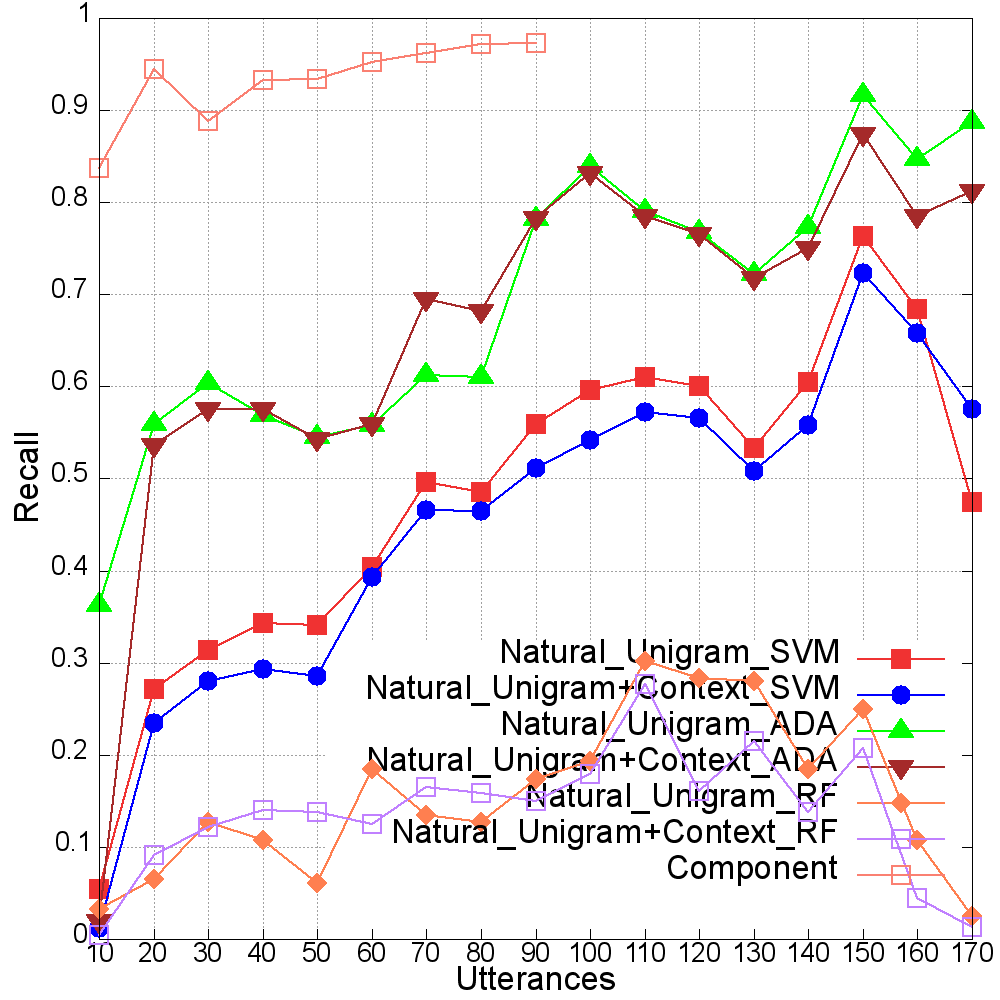 1
0.9
0.8
0.7
0.6
0.5
0.4
0.3
0.2
0.1
0
Recall
Natural_Unigram_SVM
Natural_Unigram+Context_SVM
Natural_Unigram_ADA
Natural_Unigram+Context_ADA
Natural_Unigram_RF
Natural_Unigram+Context_RF
Component
10 20 30 40 50 60 70 80 90 100 110 120 130 140 150 160 170
Utterances